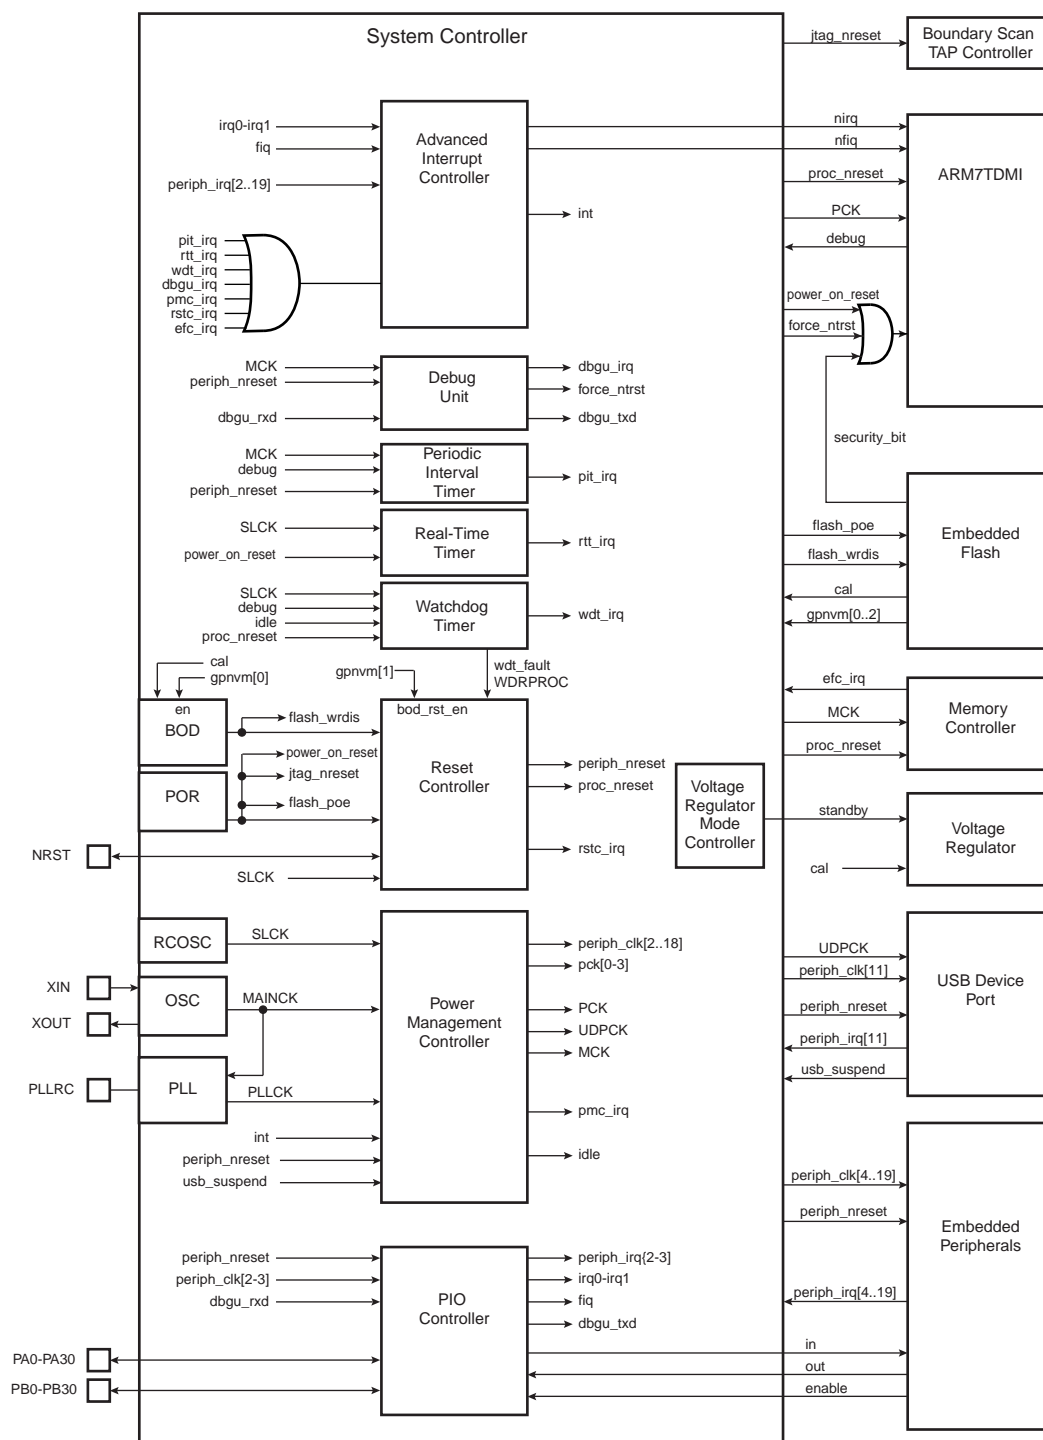 System Controller
jtag_nreset
Boundary Scan
TAP Controller
irq0-irq1
fiq
periph_irq[2..19]
pit_irq
rtt_irq
wdt_irq
dbgu_irq
pmc_irq
rstc_irq
efc_irq
Advanced
Interrupt
Controller
int
nirq
nfiq
proc_nreset
PCK
debug
ARM7TDMI
power_on_reset
force_ntrst
security_bit
MCK
periph_nreset
dbgu_rxd
Debug
Unit
dbgu_irq
force_ntrst
dbgu_txd
MCK
debug
periph_nreset
Periodic
Interval
Timer
pit_irq
SLCK
power_on_reset
Real-Time
Timer
rtt_irq
flash_poe
flash_wrdis
cal
gpnvm[0..2]
Embedded
Flash
SLCK
debug
idle
proc_nreset
Watchdog
Timer
wdt_irq
cal
gpnvm[0]
gpnvm[1]
wdt_fault
WDRPROC
en
BOD
flash_wrdis
power_on_reset
jtag_nreset
flash_poe
POR
bod_rst_en
Reset
Controller
periph_nreset
proc_nreset
rstc_irq
NRST
SLCK
efc_irq
MCK
proc_nreset
Memory
Controller
Voltage
Regulator
Mode
Controller
standby
cal
Voltage
Regulator
RCOSC
SLCK
XIN
XOUT
OSC
MAINCK
PLLRC
PLL
PLLCK
int
periph_nreset
usb_suspend
Power
Management
Controller
periph_clk[2..18]
pck[0-3]
PCK
UDPCK
MCK
pmc_irq
idle
UDPCK
periph_clk[11]
periph_nreset
periph_irq[11]
usb_suspend
USB Device
Port
periph_clk[4..19]
periph_nreset
periph_irq[4..19]
Embedded
Peripherals
periph_nreset
periph_clk[2-3]
dbgu_rxd
PIO
Controller
periph_irq{2-3]
irq0-irq1
fiq
dbgu_txd
in
out
enable
PA0-PA30
PB0-PB30